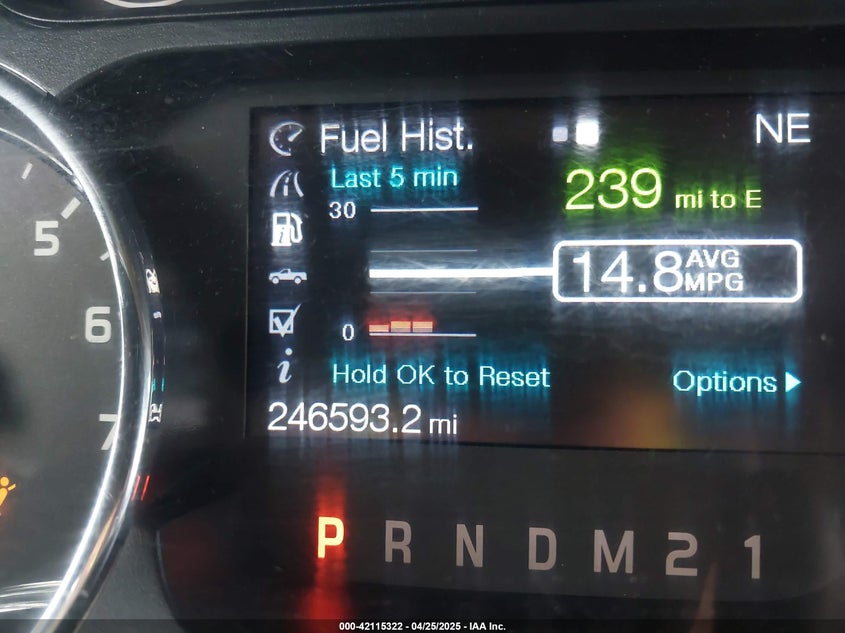 Fuel Hist.
NE
Last 5 min
239 mi to E
30
14.8 AVG MPG
0
Hold OK to Reset
Options
246593.2 mi
5
6
7
P R N D M 2 1
000-42115322 - 04/25/2025 - IAA Inc.